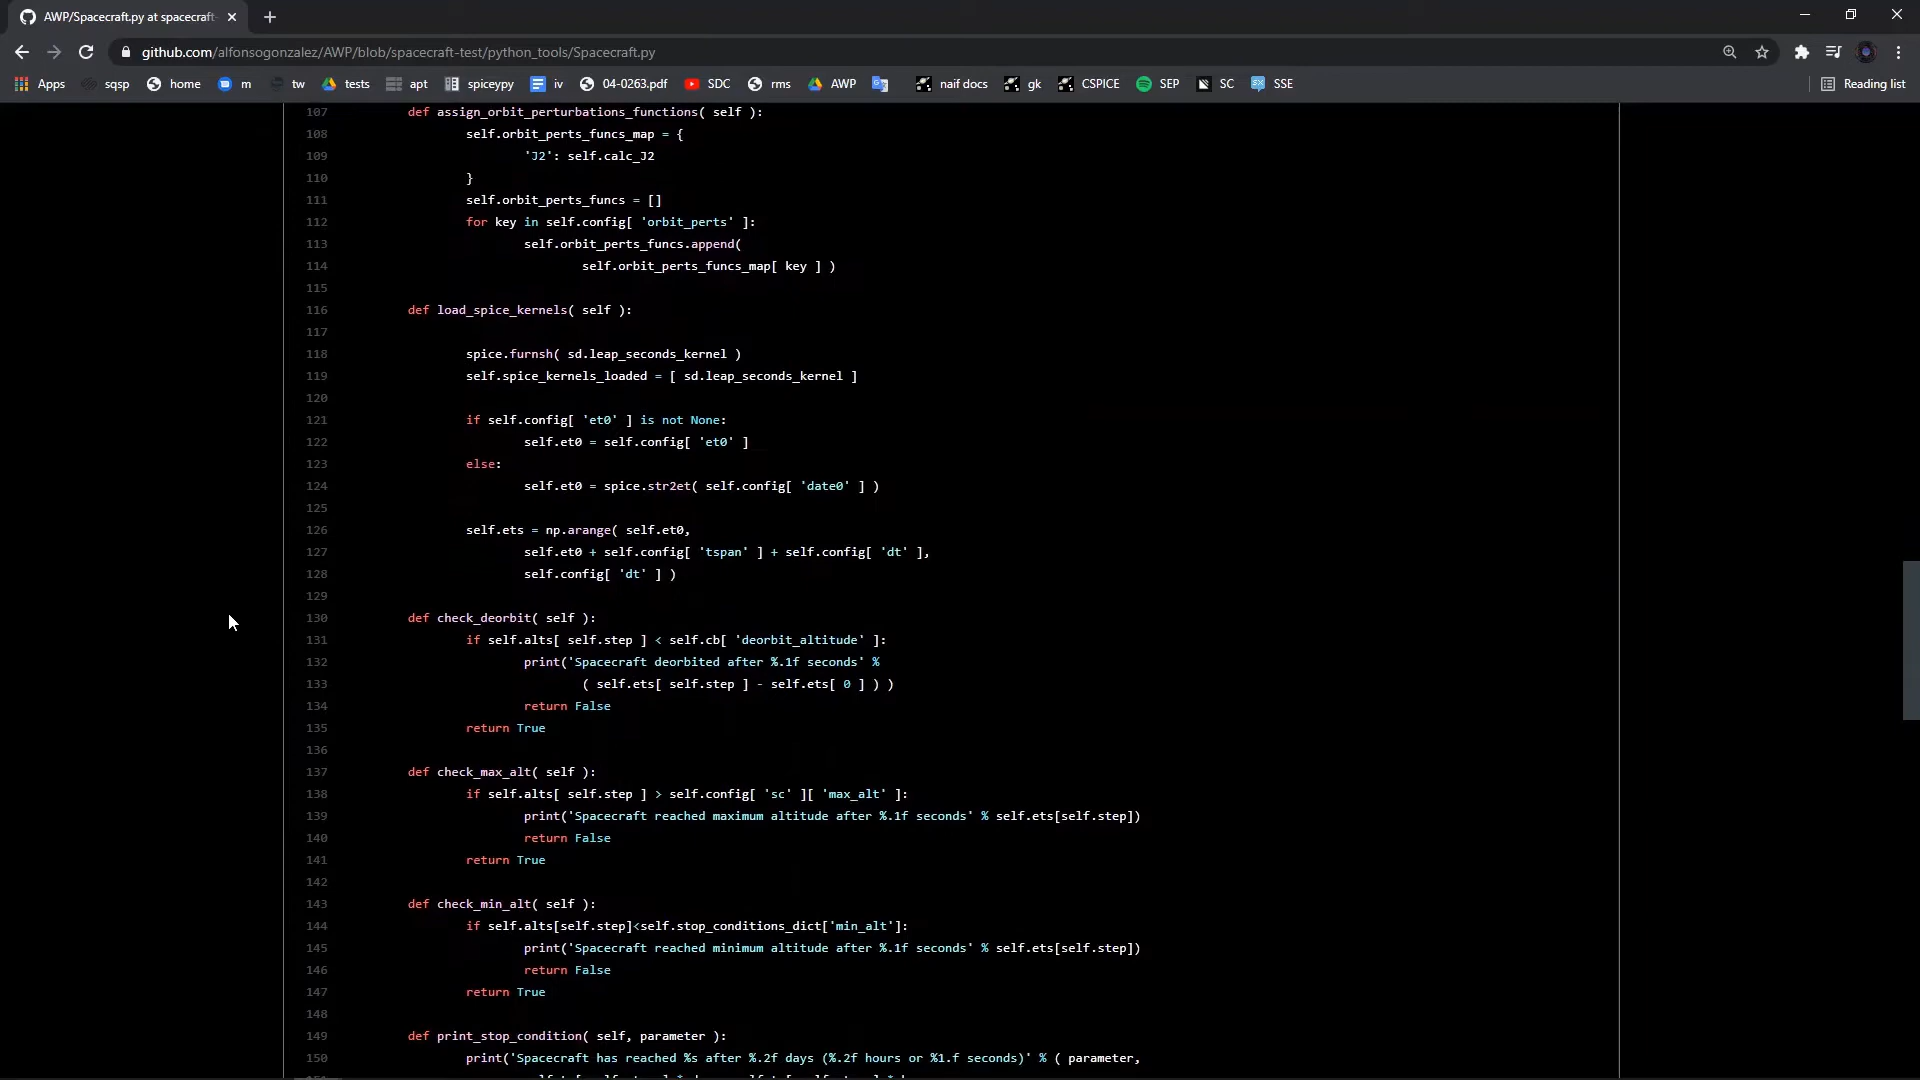 AWP/Spacecraft.py at spacecraft-
github.com/alfonsogonzalez/AWP/blob/spacecraft-test/python_tools/Spacecraft.py
Apps sqsp home m tw tests apt spiceypy iv 04-0263.pdf SDC rms AWP naif docs gk CSPICE SEP SC SSE Reading list
107 def assign_orbit_perturbations_functions( self ):
108 self.orbit_perts_funcs_map = {
109 'J2': self.calc_J2
110 }
111 self.orbit_perts_funcs = []
112 for key in self.config[ 'orbit_perts' ]:
113 self.orbit_perts_funcs.append(
114 self.orbit_perts_funcs_map[ key ] )
115
116 def load_spice_kernels( self ):
117
118 spice.furnsh( sd.leap_seconds_kernel )
119 self.spice_kernels_loaded = [ sd.leap_seconds_kernel ]
120
121 if self.config[ 'et0' ] is not None:
122 self.et0 = self.config[ 'et0' ]
123 else:
124 self.et0 = spice.str2et( self.config[ 'date0' ] )
125
126 self.ets = np.arange( self.et0,
127 self.et0 + self.config[ 'tspan' ] + self.config[ 'dt' ],
128 self.config[ 'dt' ] )
129
130 def check_deorbit( self ):
131 if self.alts[ self.step ] < self.cb[ 'deorbit_altitude' ]:
132 print('Spacecraft deorbited after %.1f seconds' %
133 ( self.ets[ self.step ] - self.ets[ 0 ] ) )
134 return False
135 return True
136
137 def check_max_alt( self ):
138 if self.alts[ self.step ] > self.config[ 'sc' ][ 'max_alt' ]:
139 print('Spacecraft reached maximum altitude after %.1f seconds' % self.ets[self.step])
140 return False
141 return True
142
143 def check_min_alt( self ):
144 if self.alts[self.step]<self.stop_conditions_dict['min_alt']:
145 print('Spacecraft reached minimum altitude after %.1f seconds' % self.ets[self.step])
146 return False
147 return True
148
149 def print_stop_condition( self, parameter ):
150 print('Spacecraft has reached %s after %.2f days (%.2f hours or %1.f seconds)' % ( parameter,